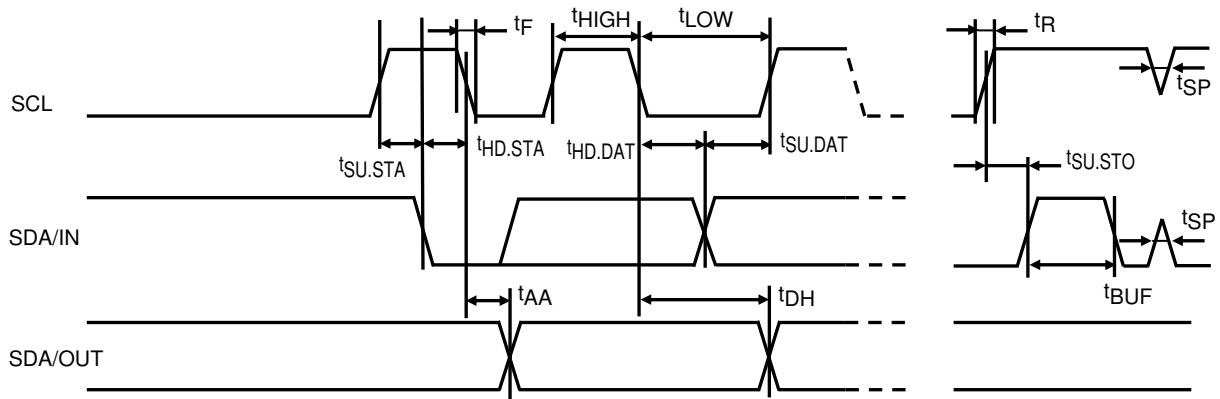 tF
tHIGH
tLOW
tR
SCL
tSP
tSU.STA
tHD.STA
tHD.DAT
tSU.DAT
tSU.STO
SDA/IN
tSP
tAA
tDH
tBUF
SDA/OUT